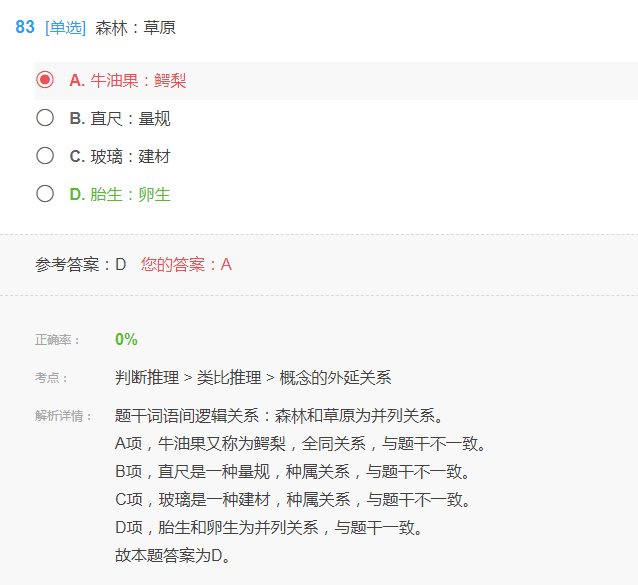 83 [单选] 森林：草原
A. 牛油果：鳄梨
B. 直尺：量规
C. 玻璃：建材
D. 胎生：卵生
参考答案：D 您的答案：A
正确率： 0%
考点： 判断推理 > 类比推理 > 概念的外延关系
解析详情： 题干词语间逻辑关系：森林和草原为并列关系。
A项，牛油果又称为鳄梨，全同关系，与题干不一致。
B项，直尺是一种量规，种属关系，与题干不一致。
C项，玻璃是一种建材，种属关系，与题干不一致。
D项，胎生和卵生为并列关系，与题干一致。
故本题答案为D。